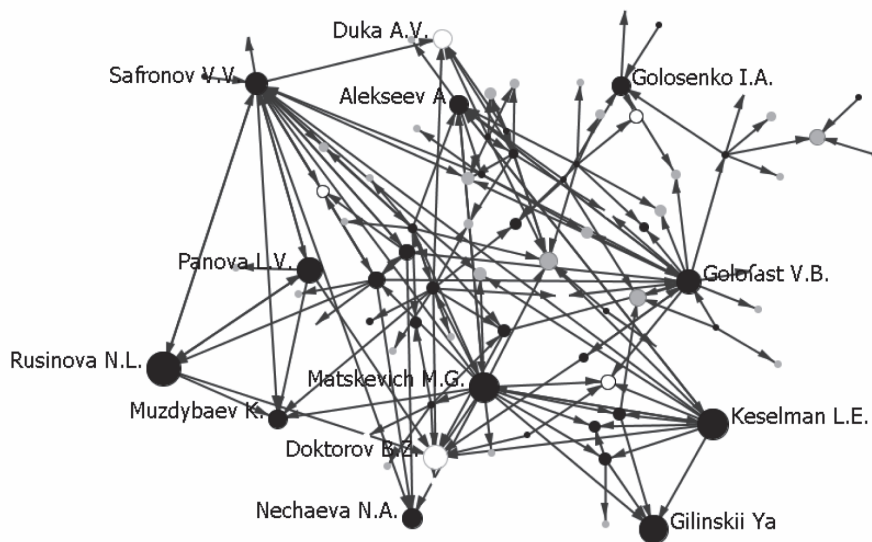 Duka A.V.
Safronov V.V.
Golosenko I.A.
Alekseev A
Panova L.V.
Golofast V.B.
Rusinova N.L.
Matskevich M.G.
Muzdybaev K.
Keselman L.E.
Doktorov B.Z.
Nechaeva N.A.
Gilinskii Ya